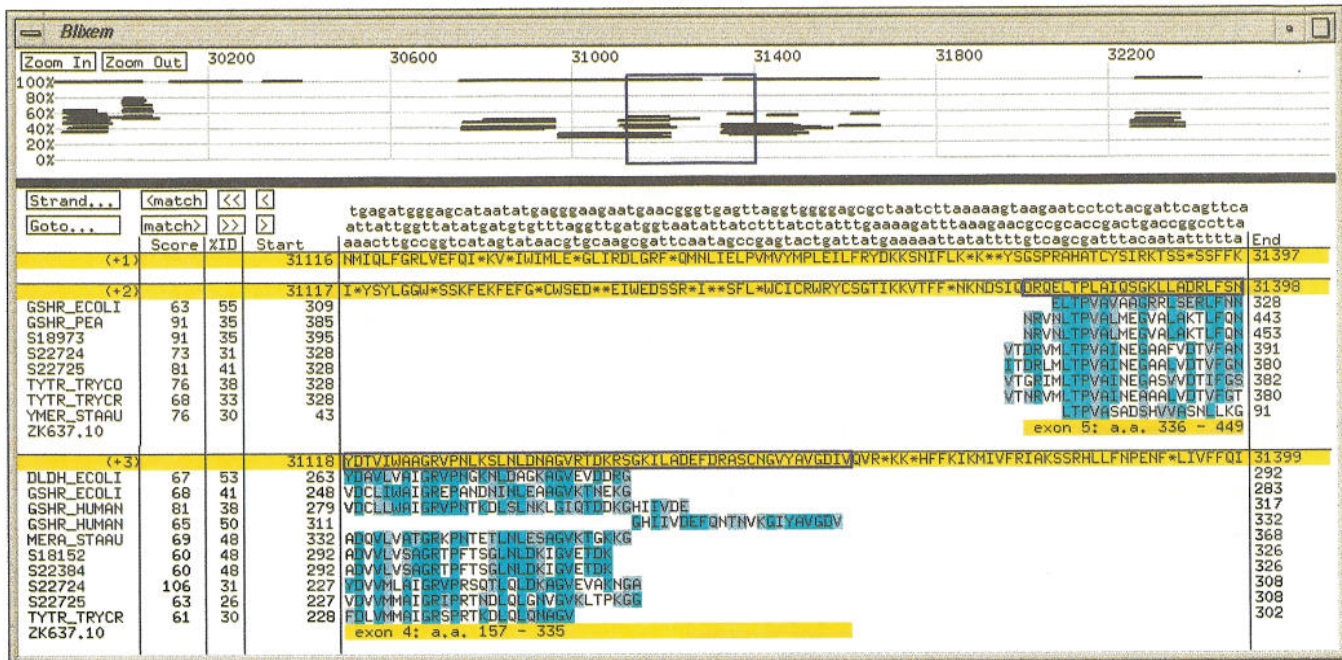 Blixem
Zoom In Zoom Out 30200 30600 31000 31400 31800 32200
100%
80%
60%
40%
20%
0%
Strand... <match << <
Goto... match> >> >
tgagatgggagcataatatgagggaagaatgaacgggtgagttaggtggggagcgctaatcttaaaaagtaagaatcctctacgattcagttca
attattggttatatgatgtgtttaggttgatggtaatattatcttttatctatttgaaaagatttgataaaagaacgccgcaccgactgaccggccttta
aaacttgccggtcatagtataacgtgcaagcgattcaatagccgagtactgattatgaaaaattatattttgtcagcgatttacaatattttta
Score %ID Start End
(+1) 31116 NMIQLFGRLVEFQI*KV*IWIMLE*GLIRDLGRF*QMNLIELPVMVYMPLEILFRYDKKSNIFLK*K**YSGSPRAHATCYSIRKTSS*SSFFK 31397
(+2) 31117 I*YSYLGGW*SSKFEKFEFG*CWSED**EIWEDSSR*I**SFL*WCICRWRYCSGTIKKVTFF*NKNDSIQDRQELTPLAIQSGKLLADRLFSN 31398
GSHR_ECOLI 63 55 309 ELTPVAVAAGRRLSERLFNN 328
GSHR_PEA 91 35 385 NRVNLTPVALMEGVALAKTLFQN 443
S18973 91 35 395 NRVNLTPVALMEGVALAKTLFQN 453
S22724 73 31 328 VTDRVMLTPVAINEGAAFVDTVFAN 391
S22725 81 41 328 ITDRLMLTPVAINEGAALVDTVFGN 380
TYTR_TRYCO 76 38 328 VTGRIMLTPVAINEGASVVDTIFGS 382
TYTR_TRYCR 68 33 328 VTNRVMLTPVAINEAAALVDTVFGT 380
YMER_STAAU 76 30 43 LTPVASADSHVVASNLLKG 91
ZK637.10 exon 5: a.a. 336 - 449
(+3) 31118 YDTVIWAAGRVPNLKSLNLDNAGVRTDKRSGKILADEFDRASCNGVYAVGDIVQVR*KK*HFFKIKMIVFRIAKSSRHLLFNPENF*LIVFFQI 31399
DLDH_ECOLI 67 53 263 YDAVLVAIGRVPNGKNLDAGKAGVEVDDRG 292
GSHR_ECOLI 68 41 248 VDCLIWAIGREPANDNINLEAAGVKTNEKG 283
GSHR_HUMAN 81 38 279 VDCLLWAIGRVPNTKDLSLNKLGIQTDDKGHIIVDE 317
GSHR_HUMAN 65 50 311 GHIIVDEFQNTNVKGIYAVGDV 332
MERA_STAAU 69 48 332 ADQVLVATGRKPNTETLNLESAGVKTGKKG 368
S18152 60 48 292 ADVVLVSAGRTPFTSGLNLDKIGVETDK 326
S22384 60 48 292 ADVVLVSAGRTPFTSGLNLDKIGVETDK 326
S22724 106 31 227 YDVVMLAIGRVPRSQTLQLDKAGVEVAKNGA 308
S22725 63 26 227 VDVVMMAIGRIPRTNDLQLGNVGVKLTPKGG 308
TYTR_TRYCR 61 30 228 FDLVMMAIGRSPRTKDLQLQNAGV 302
ZK637.10 exon 4: a.a. 157 - 335